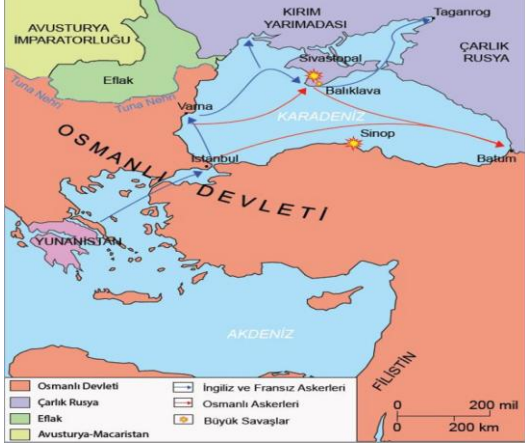 AVUSTURYA
İMPARATORLUĞU
KIRIM
YARIMADASI
Taganrog
ÇARLIK
RUSYA
Eflak
Tuna Nehri
Tuna Nehri
Sivastopal
Balıklava
Varna
KARADENİZ
Sinop
Batum
İstanbul
OSMANLI DEVLETİ
YUNANİSTAN
AKDENİZ
FİLİSTİN
Osmanlı Devleti
Çarlık Rusya
Eflak
Avusturya-Macaristan
İngiliz ve Fransız Askerleri
Osmanlı Askerleri
Büyük Savaşlar
0 200 mil
0 200 km